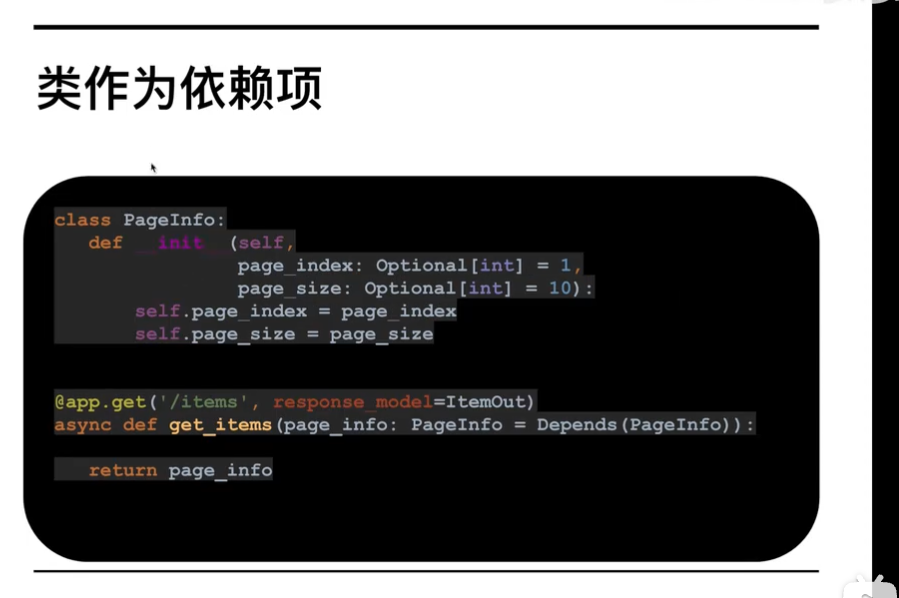 类作为依赖项
class PageInfo:
def __init__(self,
page_index: Optional[int] = 1,
page_size: Optional[int] = 10):
self.page_index = page_index
self.page_size = page_size
@app.get('/items', response_model=ItemOut)
async def get_items(page_info: PageInfo = Depends(PageInfo)):
return page_info